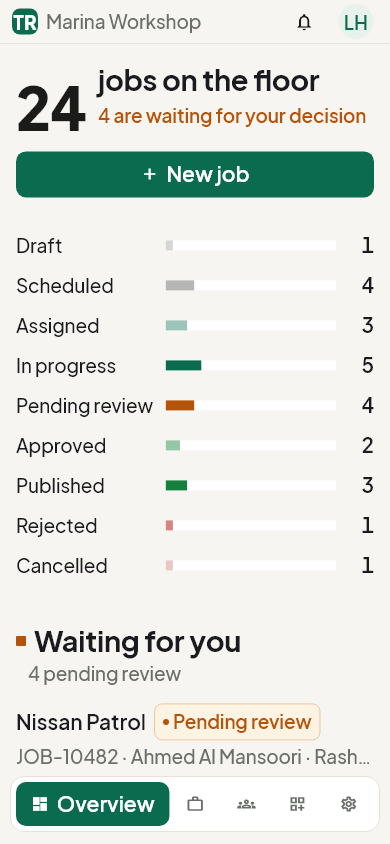 TR Marina Workshop LH
24 jobs on the floor
4 are waiting for your decision
+ New job
Draft 1
Scheduled 4
Assigned 3
In progress 5
Pending review 4
Approved 2
Published 3
Rejected 1
Cancelled 1
Waiting for you
4 pending review
Nissan Patrol • Pending review
JOB-10482 · Ahmed Al Mansoori · Rash…
Overview